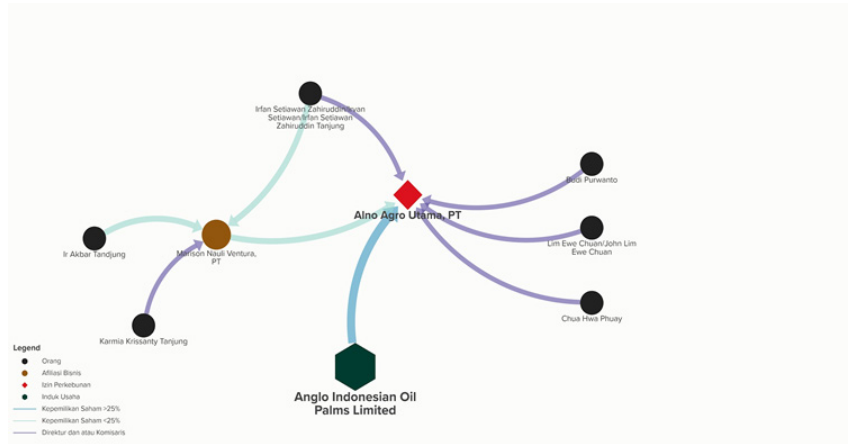 Irfan Setiawan Zahiruddin/Irvan
Setiawan/Irfan Setiawan
Zahiruddin Tanjung
Budi Purwanto
Alno Agro Utama, PT
Lim Ewe Chuan/John Lim
Ewe Chuan
Ir Akbar Tandjung
Marison Nauli Ventura,
PT
Chua Hwa Phuay
Karmia Krissanty Tanjung
Anglo Indonesian Oil
Palms Limited
Legend
Orang
Afiliasi Bisnis
Izin Perkebunan
Induk Usaha
Kepemilikan Saham >25%
Kepemilikan Saham <25%
Direktur dan atau Komisaris